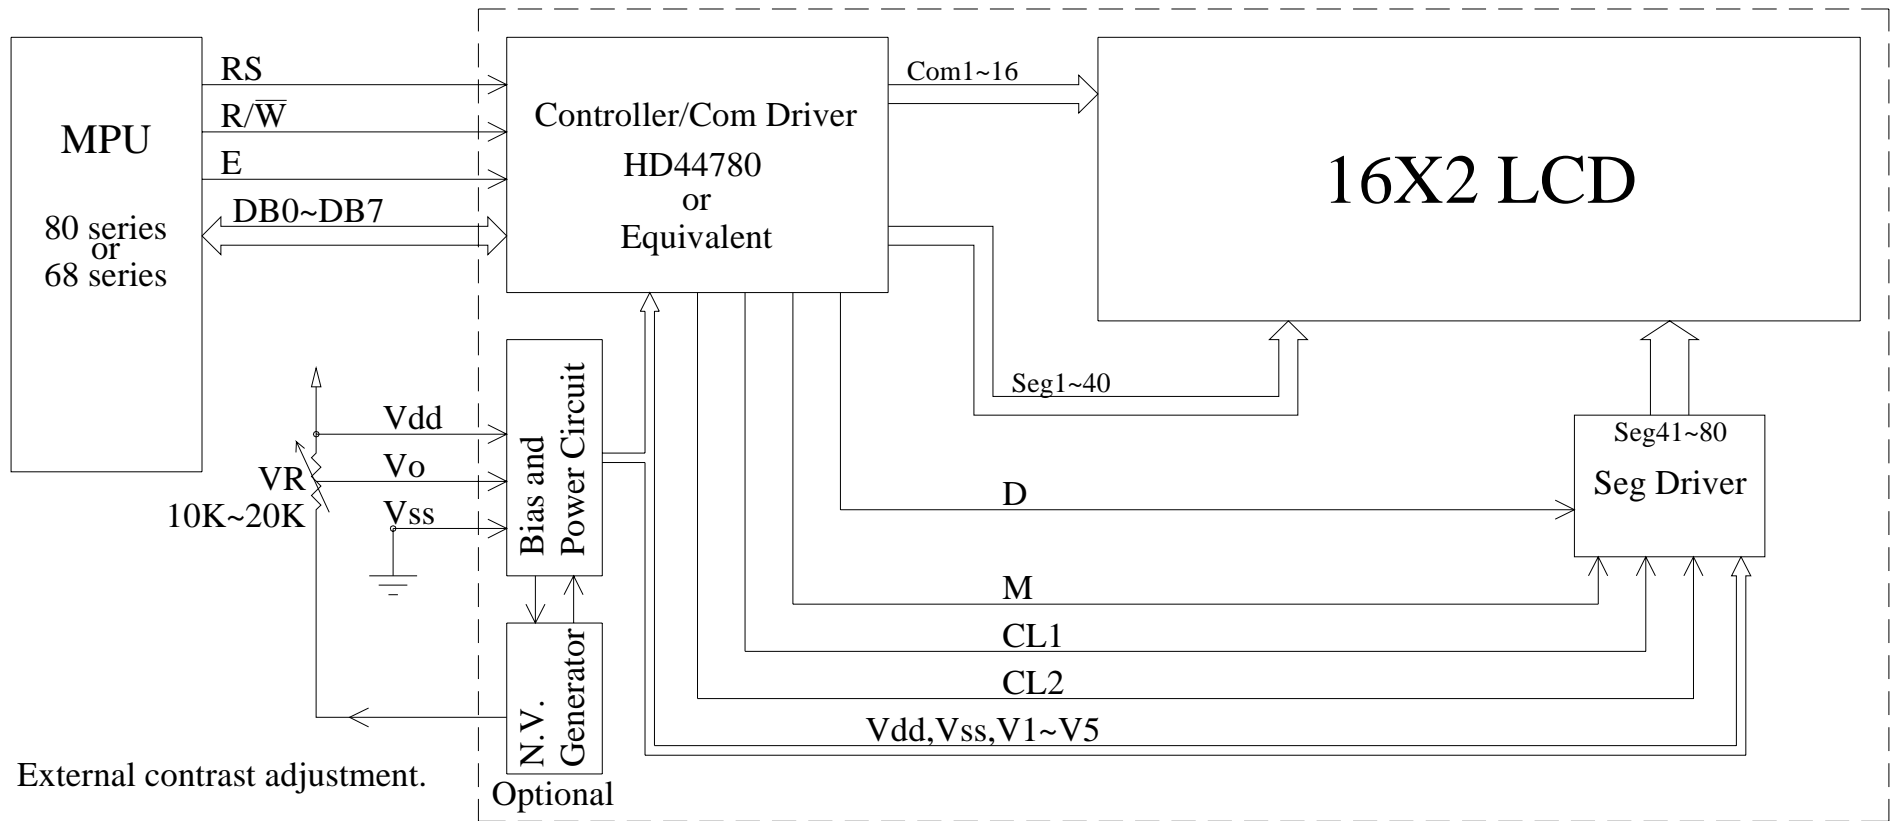 MPU
80 series
or
68 series
RS
R/W̅
E
DB0~DB7
Controller/Com Driver
HD44780
or
Equivalent
Com1~16
16X2 LCD
Seg1~40
Seg41~80
Seg Driver
Vdd
Vo
Vss
VR
10K~20K
Bias and
Power Circuit
D
M
CL1
CL2
Vdd,Vss,V1~V5
N.V.
Generator
Optional
External contrast adjustment.